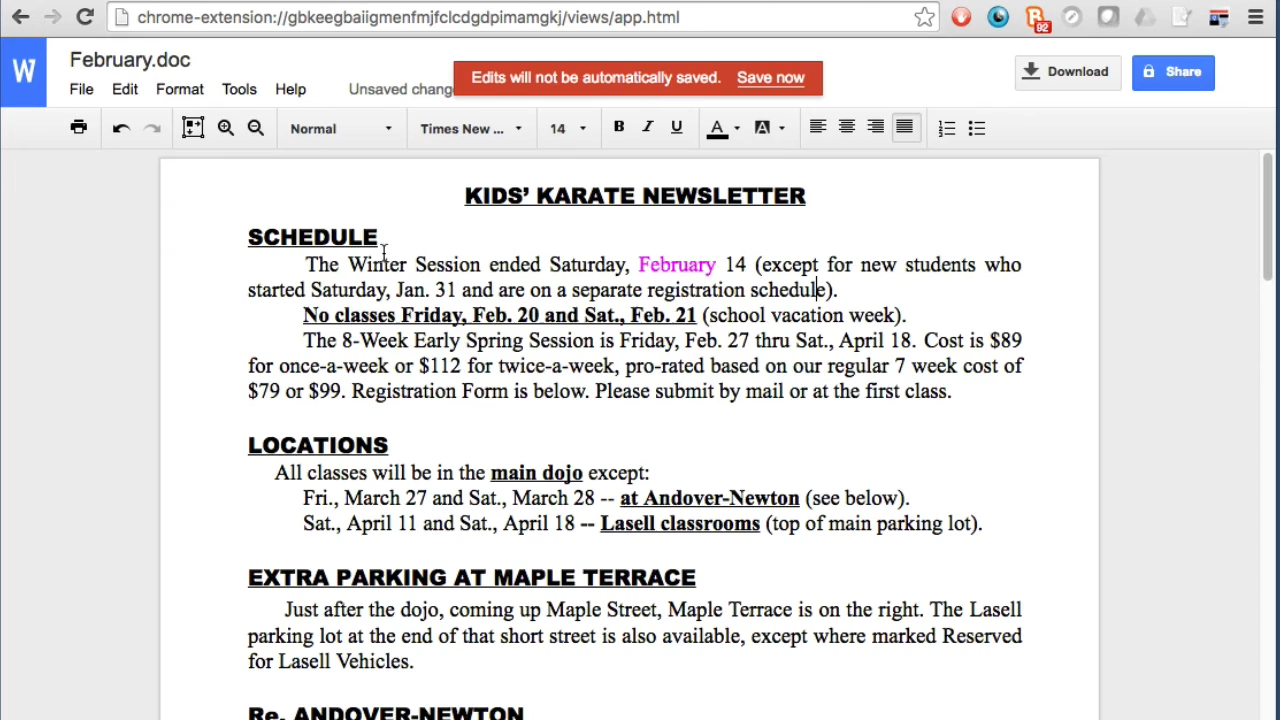 chrome-extension://gbkeegbaiigmenfmjfclcdgdpimamgkj/views/app.html
92
W
February.doc
Edits will not be automatically saved. Save now
Download
Share
File Edit Format Tools Help Unsaved chang
Normal Times New ... 14 B I U A A
KIDS’ KARATE NEWSLETTER
SCHEDULE
The Winter Session ended Saturday, February 14 (except for new students who
started Saturday, Jan. 31 and are on a separate registration schedule).
No classes Friday, Feb. 20 and Sat., Feb. 21 (school vacation week).
The 8-Week Early Spring Session is Friday, Feb. 27 thru Sat., April 18. Cost is $89
for once-a-week or $112 for twice-a-week, pro-rated based on our regular 7 week cost of
$79 or $99. Registration Form is below. Please submit by mail or at the first class.
LOCATIONS
All classes will be in the main dojo except:
Fri., March 27 and Sat., March 28 -- at Andover-Newton (see below).
Sat., April 11 and Sat., April 18 -- Lasell classrooms (top of main parking lot).
EXTRA PARKING AT MAPLE TERRACE
Just after the dojo, coming up Maple Street, Maple Terrace is on the right. The Lasell
parking lot at the end of that short street is also available, except where marked Reserved
for Lasell Vehicles.
Re. ANDOVER-NEWTON